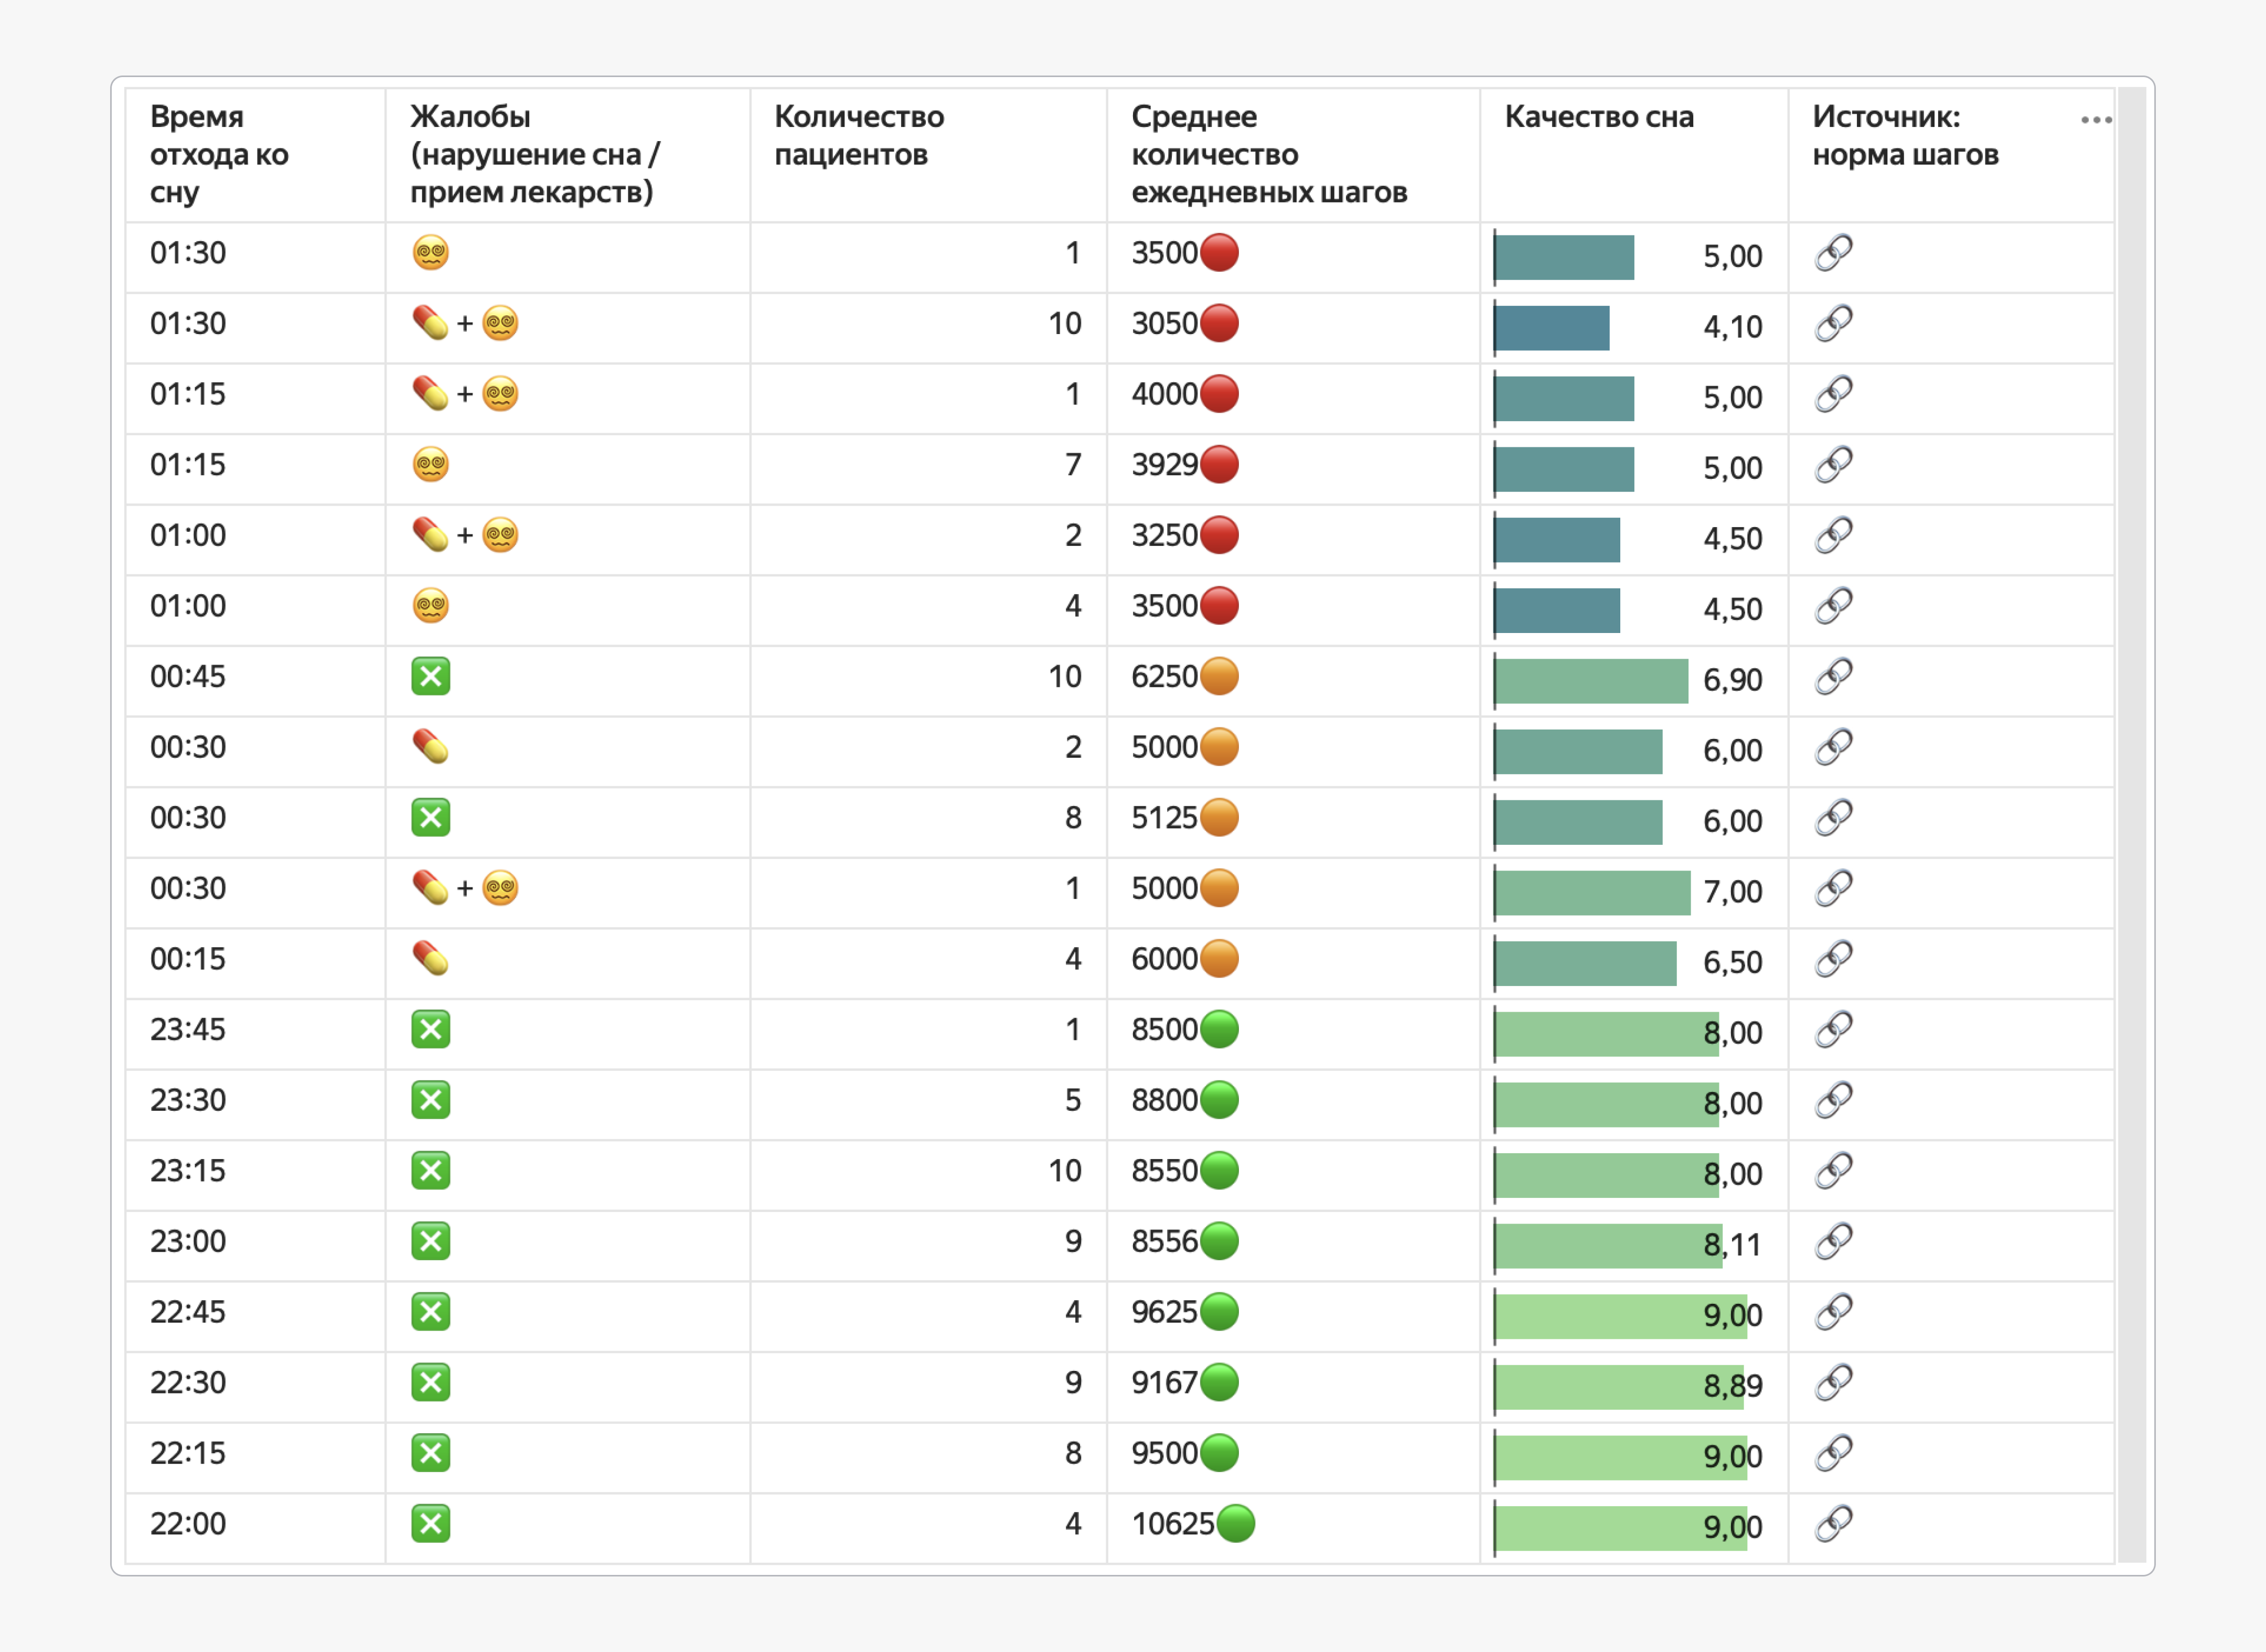 Время отхода ко сну | Жалобы (нарушение сна / прием лекарств) | Количество пациентов | Среднее количество ежедневных шагов | Качество сна | Источник: норма шагов
01:30 1 3500 5,00
01:30 + 10 3050 4,10
01:15 + 1 4000 5,00
01:15 7 3929 5,00
01:00 + 2 3250 4,50
01:00 4 3500 4,50
00:45 10 6250 6,90
00:30 2 5000 6,00
00:30 8 5125 6,00
00:30 + 1 5000 7,00
00:15 4 6000 6,50
23:45 1 8500 8,00
23:30 5 8800 8,00
23:15 10 8550 8,00
23:00 9 8556 8,11
22:45 4 9625 9,00
22:30 9 9167 8,89
22:15 8 9500 9,00
22:00 4 10625 9,00